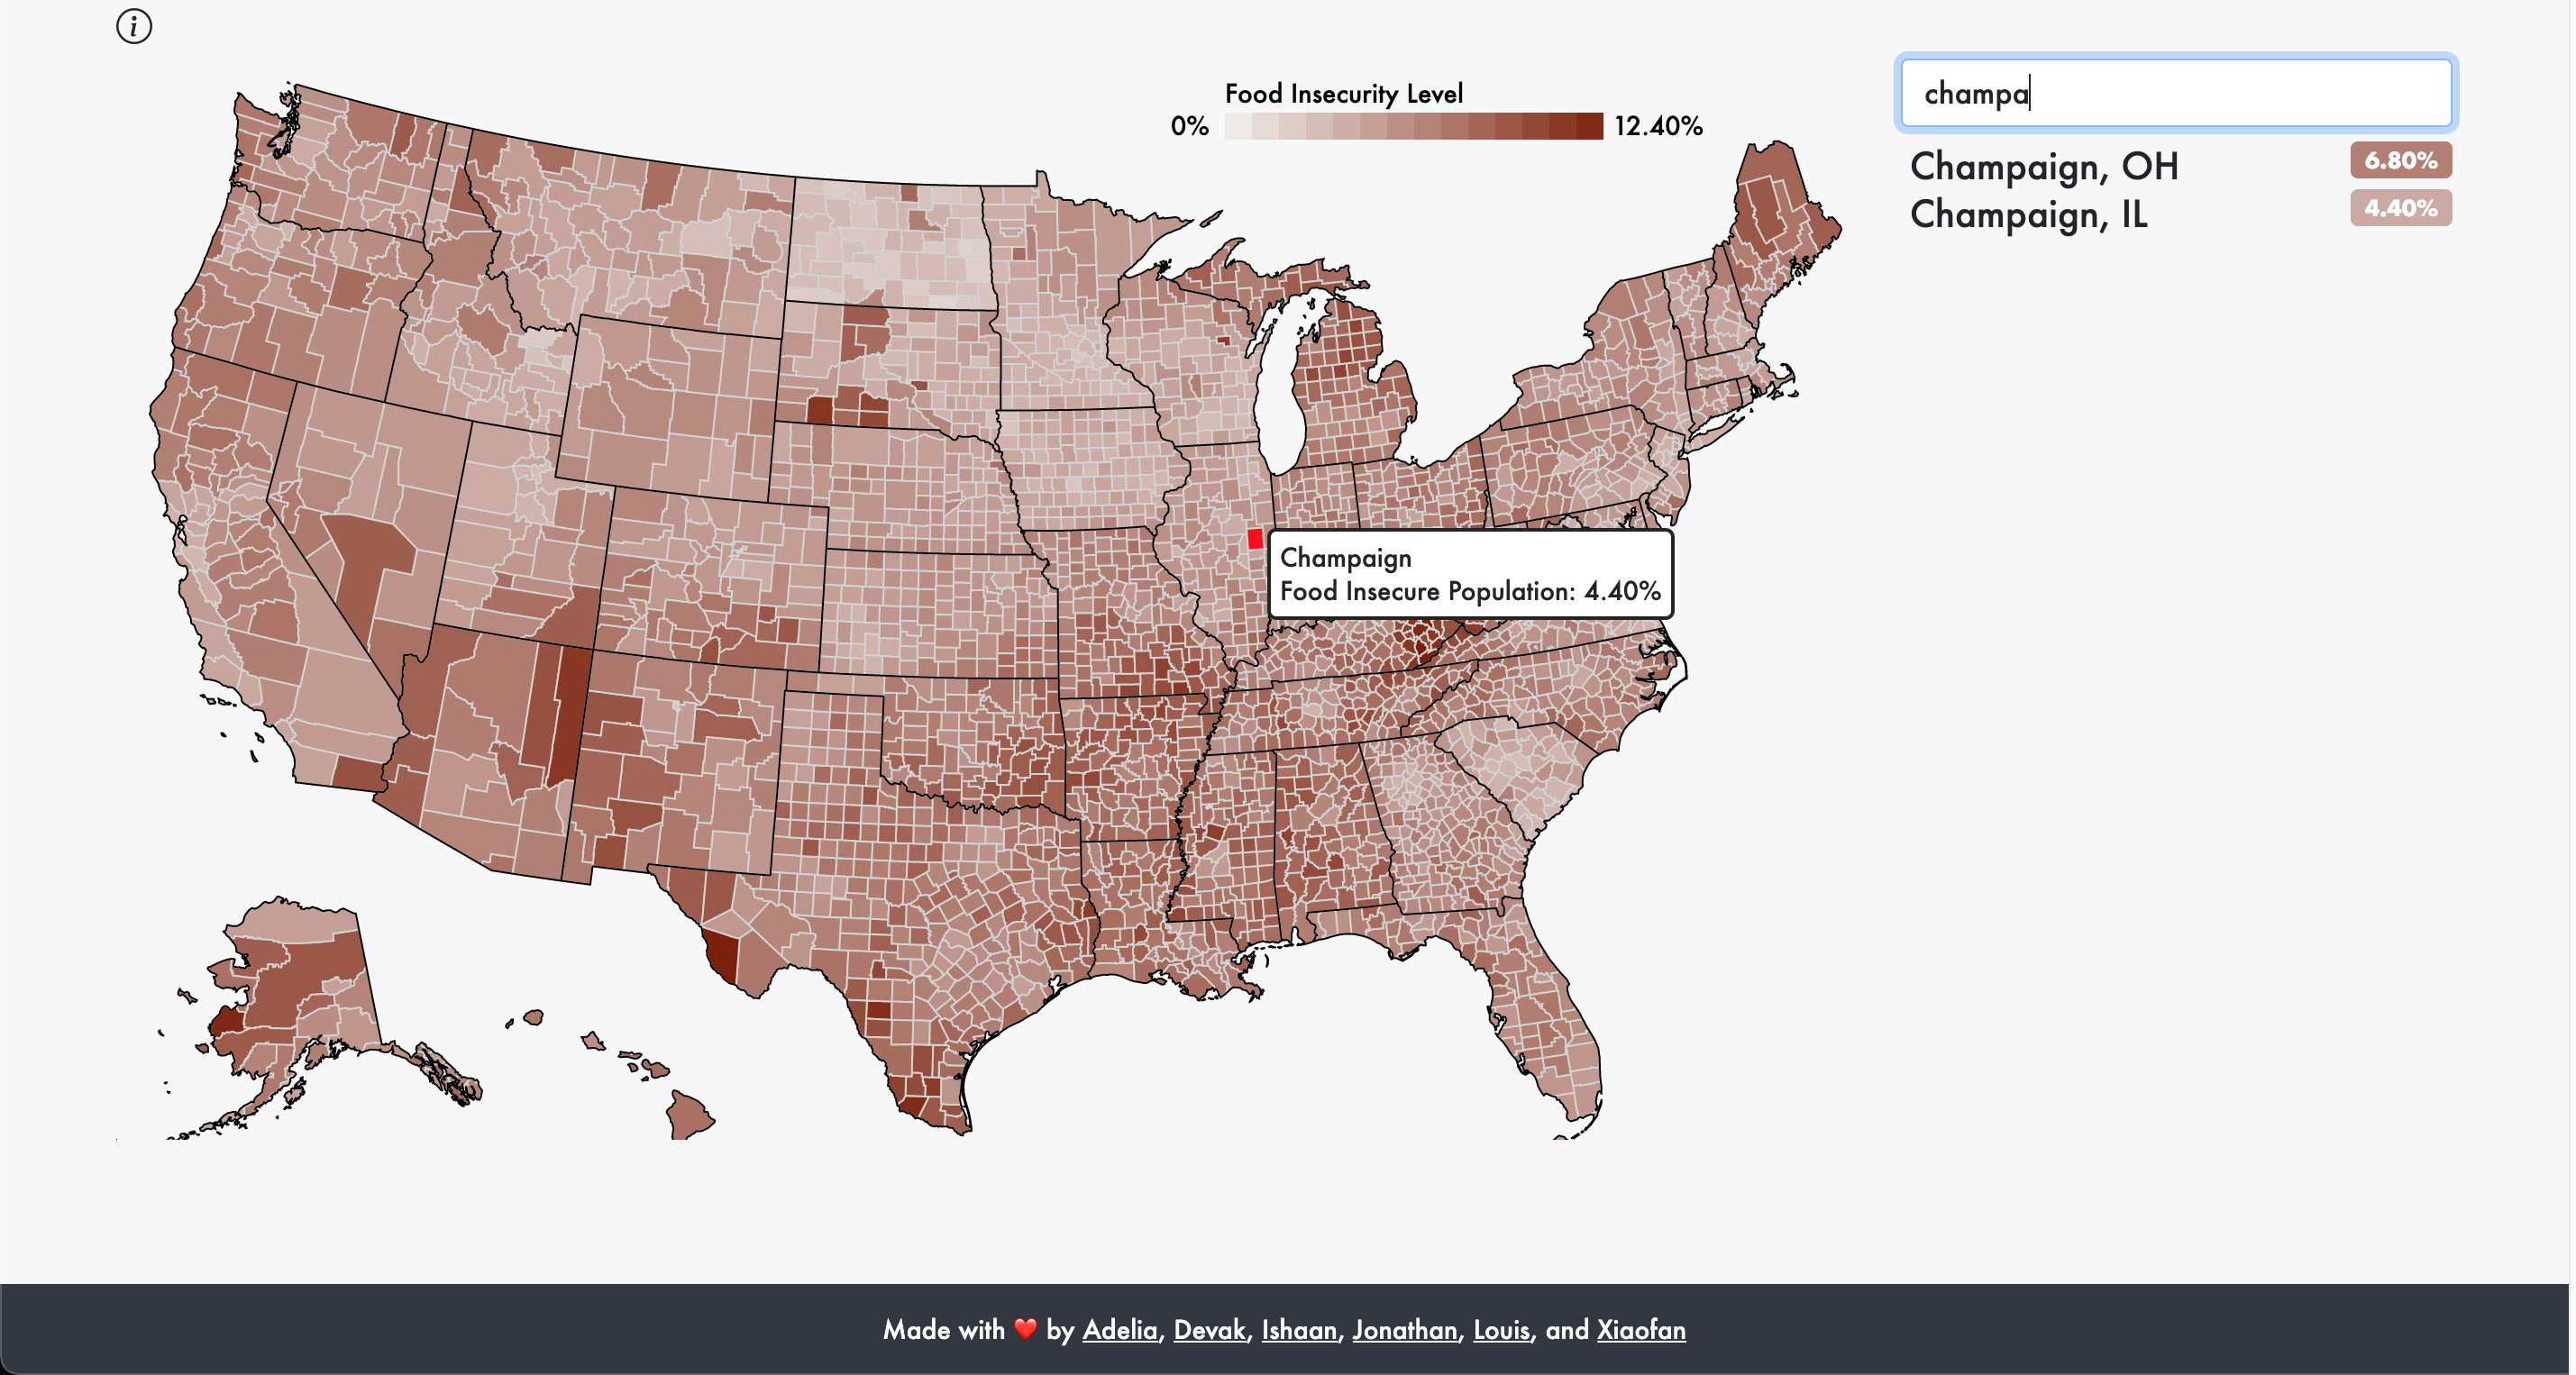 i
Food Insecurity Level
0% 12.40%
champa
Champaign, OH 6.80%
Champaign, IL 4.40%
Champaign
Food Insecure Population: 4.40%
Made with ❤️ by Adelia, Devak, Ishaan, Jonathan, Louis, and Xiaofan